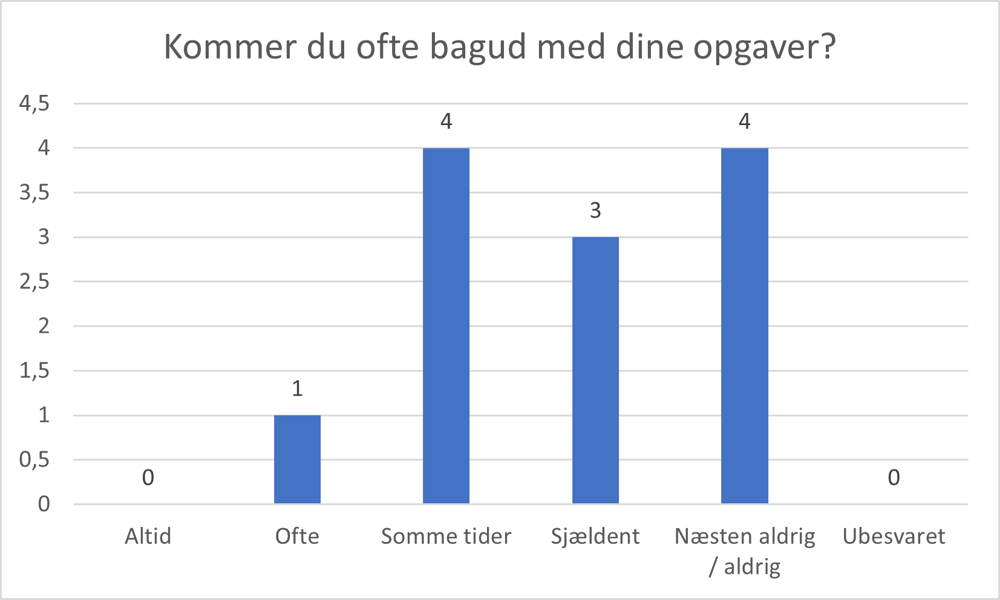 Kommer du ofte bagud med dine opgaver?
4,5
4
3,5
3
2,5
2
1,5
1
0,5
0
0
1
4
3
4
0
Altid
Ofte
Somme tider
Sjældent
Næsten aldrig
/ aldrig
Ubesvaret